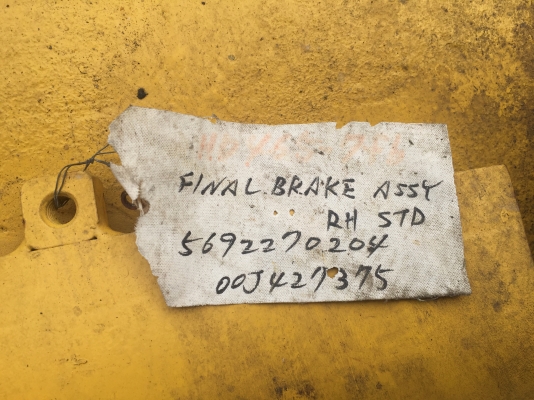 FINAL BRAKE ASSY
RH STD
5692270204
00J427375